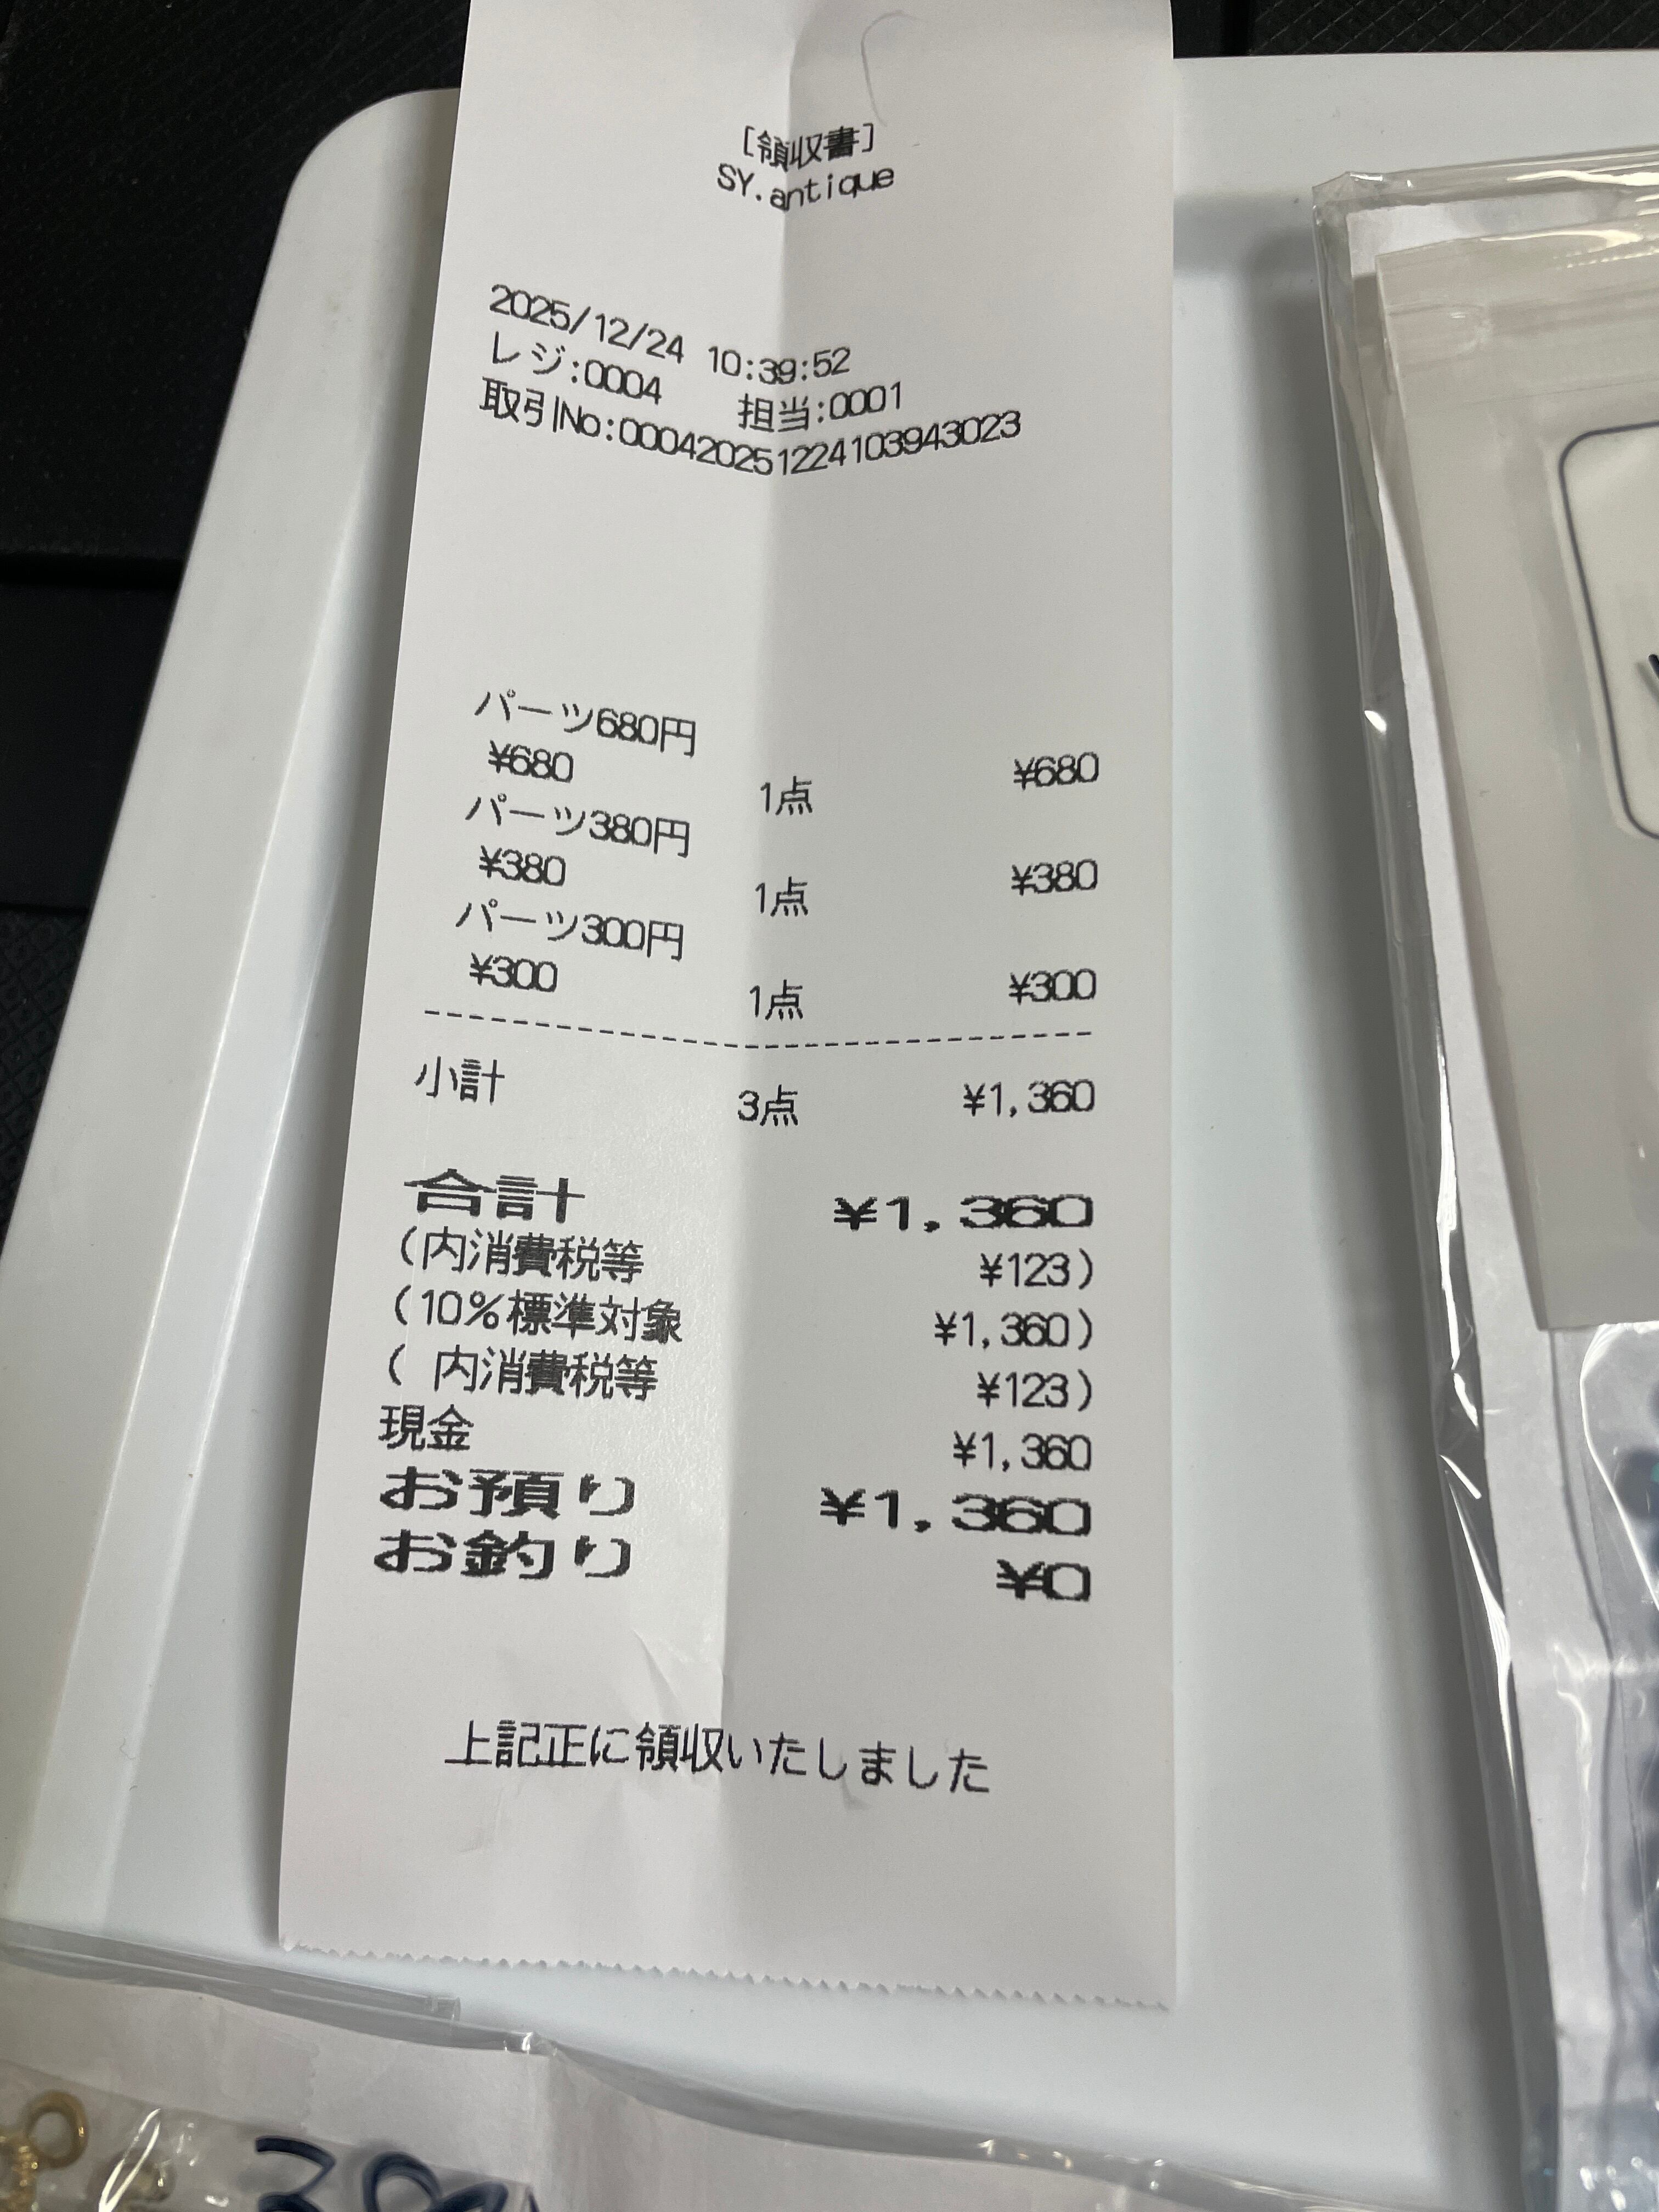 [領収書]
SY.antique
2025/12/24 10:39:52
レジ:0004 担当:0001
取引No:00042025122410394​3023
パーツ680円
¥680 1点 ¥680
パーツ380円
¥380 1点 ¥380
パーツ300円
¥300 1点 ¥300
小計 3点 ¥1,360
合計 ¥1,360
(内消費税等 ¥123)
(10%標準対象 ¥1,360)
( 内消費税等 ¥123)
現金 ¥1,360
お預り ¥1,360
お釣り ¥0
上記正に領収いたしました